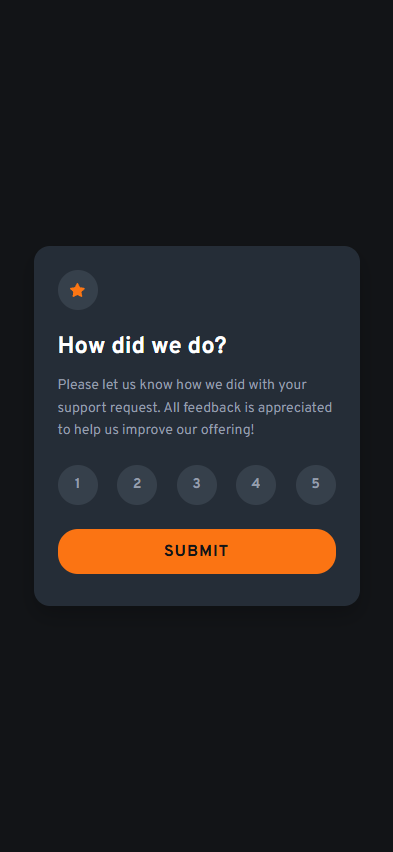 How did we do?
Please let us know how we did with your
support request. All feedback is appreciated
to help us improve our offering!
1 2 3 4 5
SUBMIT